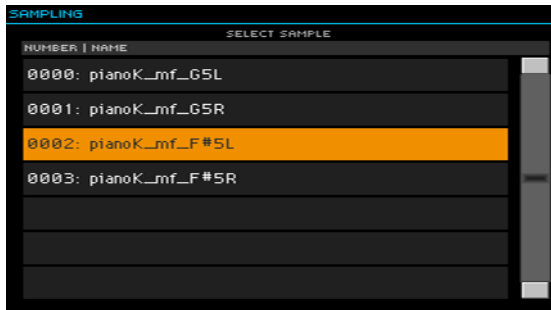 SAMPLING
SELECT SAMPLE
NUMBER | NAME
0000: pianoK_mf_G5L
0001: pianoK_mf_G5R
0002: pianoK_mf_F#5L
0003: pianoK_mf_F#5R